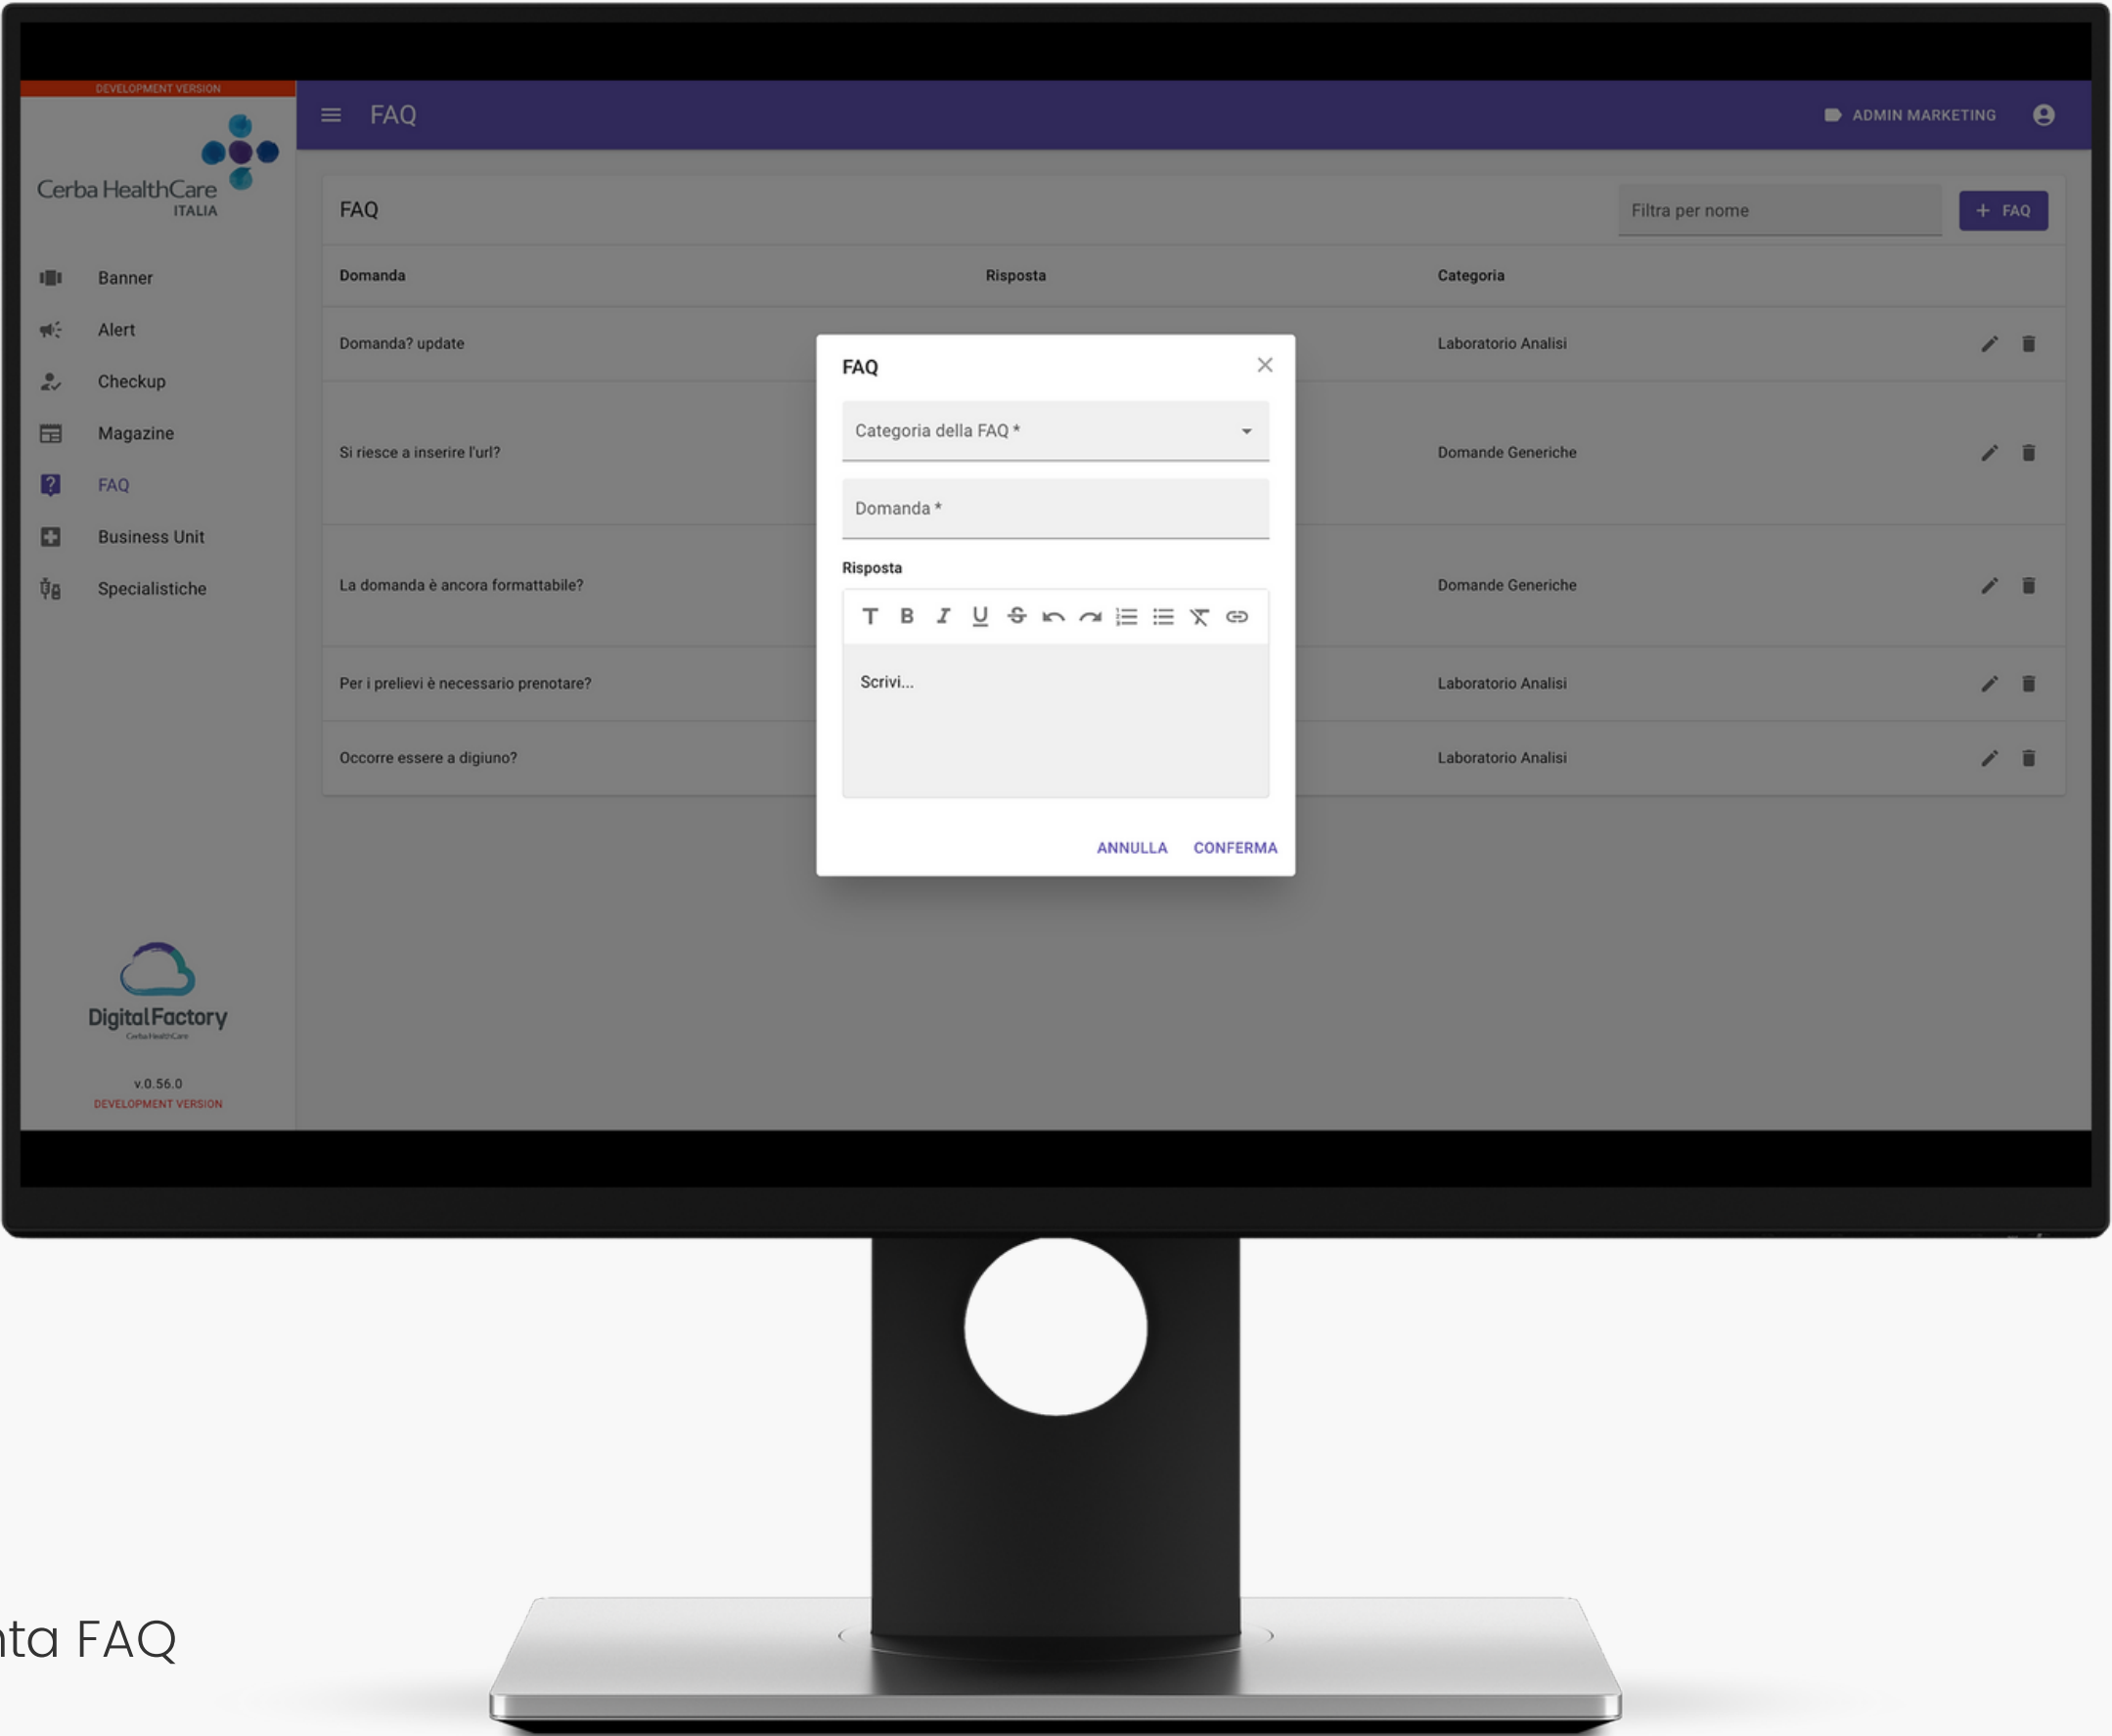 DEVELOPMENT VERSION
Cerba HealthCare
ITALIA
Banner
Alert
Checkup
Magazine
FAQ
Business Unit
Specialistiche
DigitalFactory
Cerba HealthCare
v.0.56.0
DEVELOPMENT VERSION
FAQ
ADMIN MARKETING
FAQ
Filtra per nome
+ FAQ
Domanda Risposta Categoria
Domanda? update Laboratorio Analisi
Si riesce a inserire l'url? Domande Generiche
La domanda è ancora formattabile? Domande Generiche
Per i prelievi è necessario prenotare? Laboratorio Analisi
Occorre essere a digiuno? Laboratorio Analisi
FAQ
Categoria della FAQ *
Domanda *
Risposta
Scrivi...
ANNULLA CONFERMA
FAQ